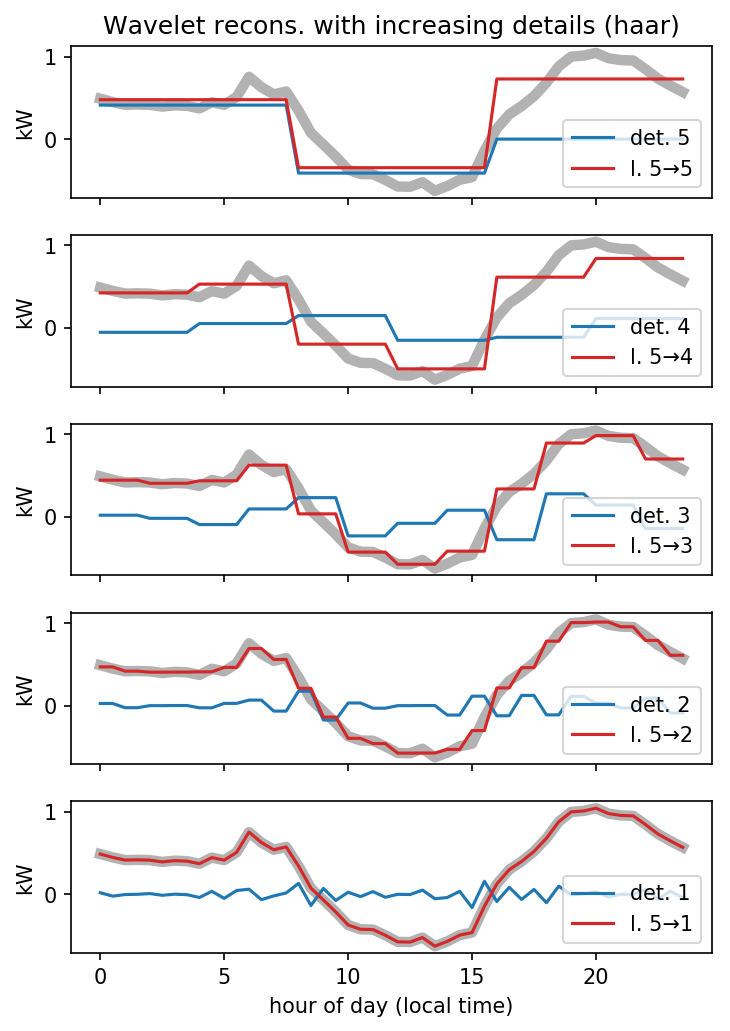 Wavelet recons. with increasing details (haar)
1
0
kW
det. 5
l. 5→5
1
0
kW
det. 4
l. 5→4
1
0
kW
det. 3
l. 5→3
1
0
kW
det. 2
l. 5→2
1
0
kW
det. 1
l. 5→1
0 5 10 15 20
hour of day (local time)